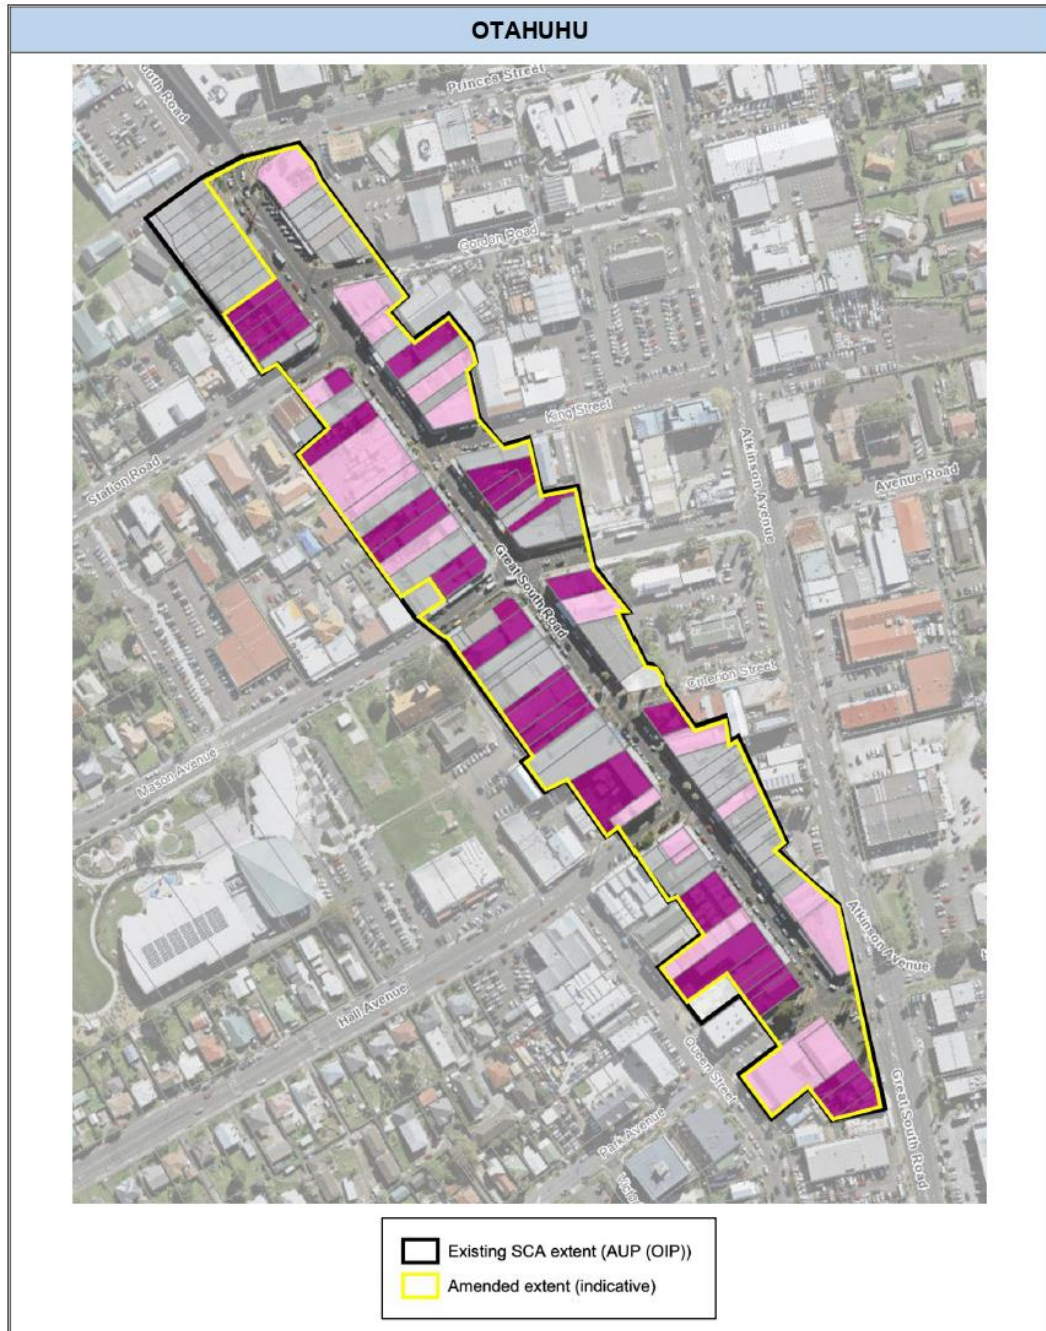 OTAHUHU
South Road
Princes Street
Gordon Road
King Street
Station Road
Atkinson Avenue
Avenue Road
Great South Road
Criterion Street
Mason Avenue
Atkinson Avenue
Hall Avenue
Queen Street
Great South Road
Park Avenue
Existing SCA extent (AUP (OIP))
Amended extent (indicative)